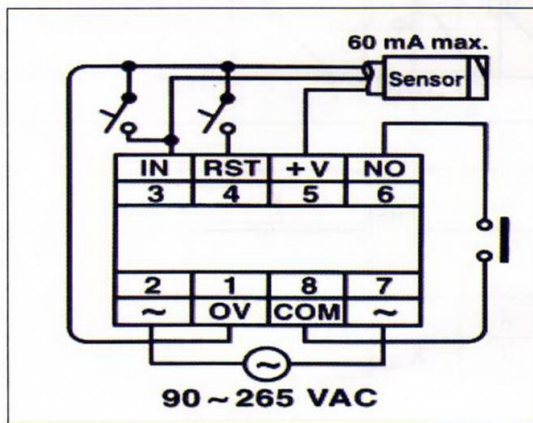 60 mA max.
Sensor
IN RST +V NO
3 4 5 6
2 1 8 7
~ OV COM ~
~
90 ~ 265 VAC